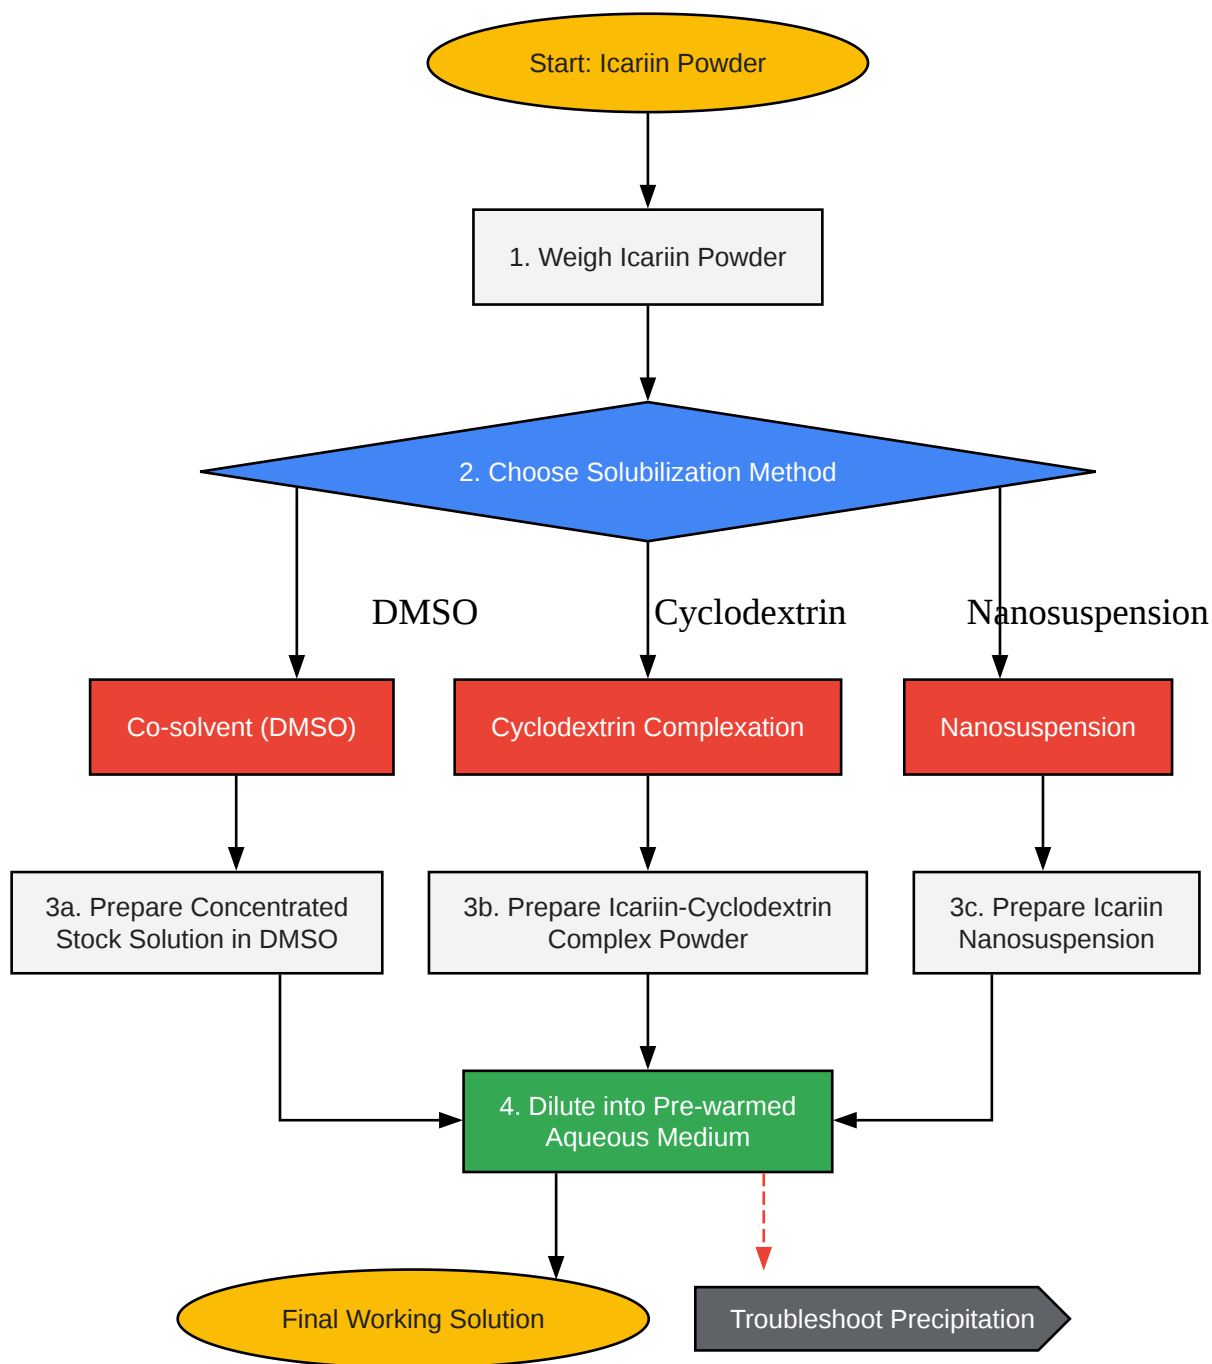 Start: Icariin Powder
1. Weigh Icariin Powder
2. Choose Solubilization Method
DMSO
Cyclodextrin
Nanosuspension
Co-solvent (DMSO)
Cyclodextrin Complexation
Nanosuspension
3a. Prepare Concentrated
Stock Solution in DMSO
3b. Prepare Icariin-Cyclodextrin
Complex Powder
3c. Prepare Icariin
Nanosuspension
4. Dilute into Pre-warmed
Aqueous Medium
Final Working Solution
Troubleshoot Precipitation